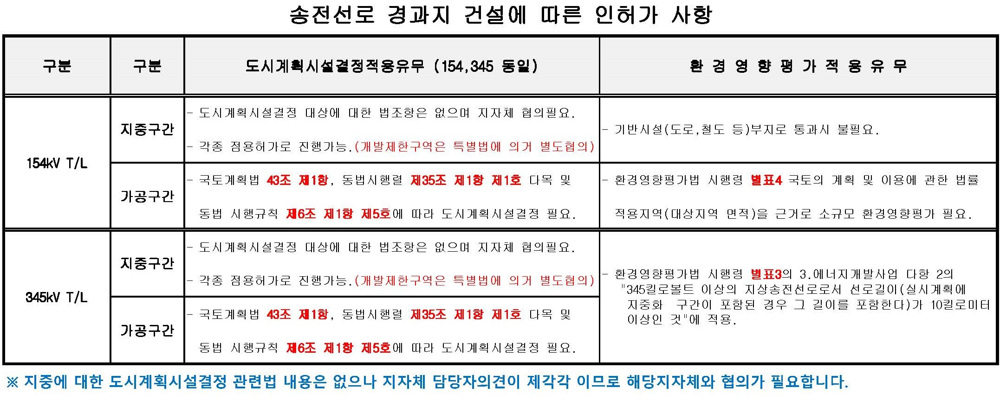 송전선로 경과지 건설에 따른 인허가 사항
구분
구분
도시계획시설결정적용유무 (154,345 동일)
환 경 영 향 평 가 적 용 유 무
154kV T/L
지중구간
- 도시계획시설결정 대상에 대한 법조항은 없으며 지자체 협의필요.
- 각종 점용허가로 진행가능.(개발제한구역은 특별법에 의거 별도협의)
- 기반시설(도로,철도 등)부지로 통과시 불필요.
가공구간
- 국토계획법 43조 제1항, 동법시행렬 제35조 제1항 제1호 다목 및
동법 시행규칙 제6조 제1항 제5호에 따라 도시계획시설결정 필요.
- 환경영향평가법 시행령 별표4 국토의 계획 및 이용에 관한 법률
적용지역(대상지역 면적)을 근거로 소규모 환경영향평가 필요.
345kV T/L
지중구간
- 도시계획시설결정 대상에 대한 법조항은 없으며 지자체 협의필요.
- 각종 점용허가로 진행가능.(개발제한구역은 특별법에 의거 별도협의)
가공구간
- 국토계획법 43조 제1항, 동법시행렬 제35조 제1항 제1호 다목 및
동법 시행규칙 제6조 제1항 제5호에 따라 도시계획시설결정 필요.
- 환경영향평가법 시행령 별표3의 3.에너지개발사업 다항 2의
"345킬로볼트 이상의 지상송전선로로서 선로길이(실시계획에
지중화 구간이 포함된 경우 그 길이를 포함한다)가 10킬로미터
이상인 것"에 적용.
※ 지중에 대한 도시계획시설결정 관련법 내용은 없으나 지자체 담당자의견이 제각각 이므로 해당지자체와 협의가 필요합니다.